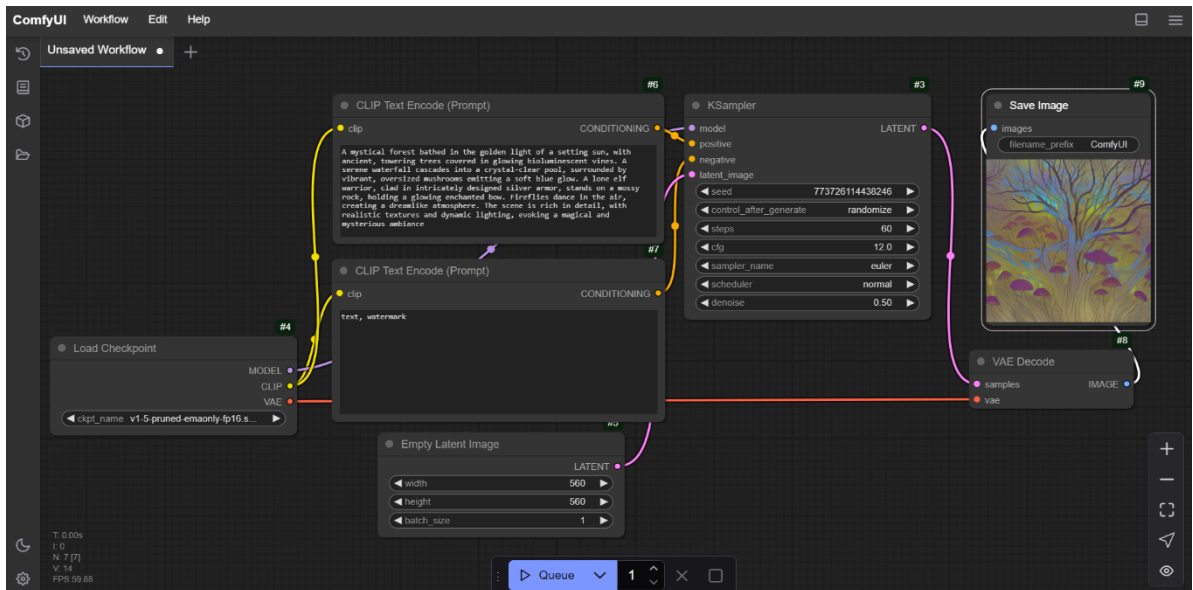 ComfyUI Workflow Edit Help
Unsaved Workflow
#6
CLIP Text Encode (Prompt)
clip CONDITIONING
A mystical forest bathed in the golden light of a setting sun, with
ancient, towering trees covered in glowing bioluminescent vines. A
serene waterfall cascades into a crystal-clear pool, surrounded by
vibrant, oversized mushrooms emitting a soft blue glow. A lone elf
warrior, clad in intricately designed silver armor, stands on a mossy
rock, holding a glowing enchanted bow. Fireflies dance in the air,
creating a dreamlike atmosphere. The scene is rich in detail, with
realistic textures and dynamic lighting, evoking a magical and
mysterious ambiance
#7
CLIP Text Encode (Prompt)
clip CONDITIONING
text, watermark
#4
Load Checkpoint
MODEL
CLIP
VAE
ckpt_name v1-5-pruned-emaonly-fp16.s...
#5
Empty Latent Image
LATENT
width 560
height 560
batch_size 1
#3
KSampler
model LATENT
positive
negative
latent_image
seed 773726114438246
control_after_generate randomize
steps 60
cfg 12.0
sampler_name euler
scheduler normal
denoise 0.50
#9
Save Image
images
filename_prefix ComfyUI
#8
VAE Decode
samples IMAGE
vae
T: 0.00s
I: 0
N: 7 [7]
V: 14
FPS 59.88
Queue 1